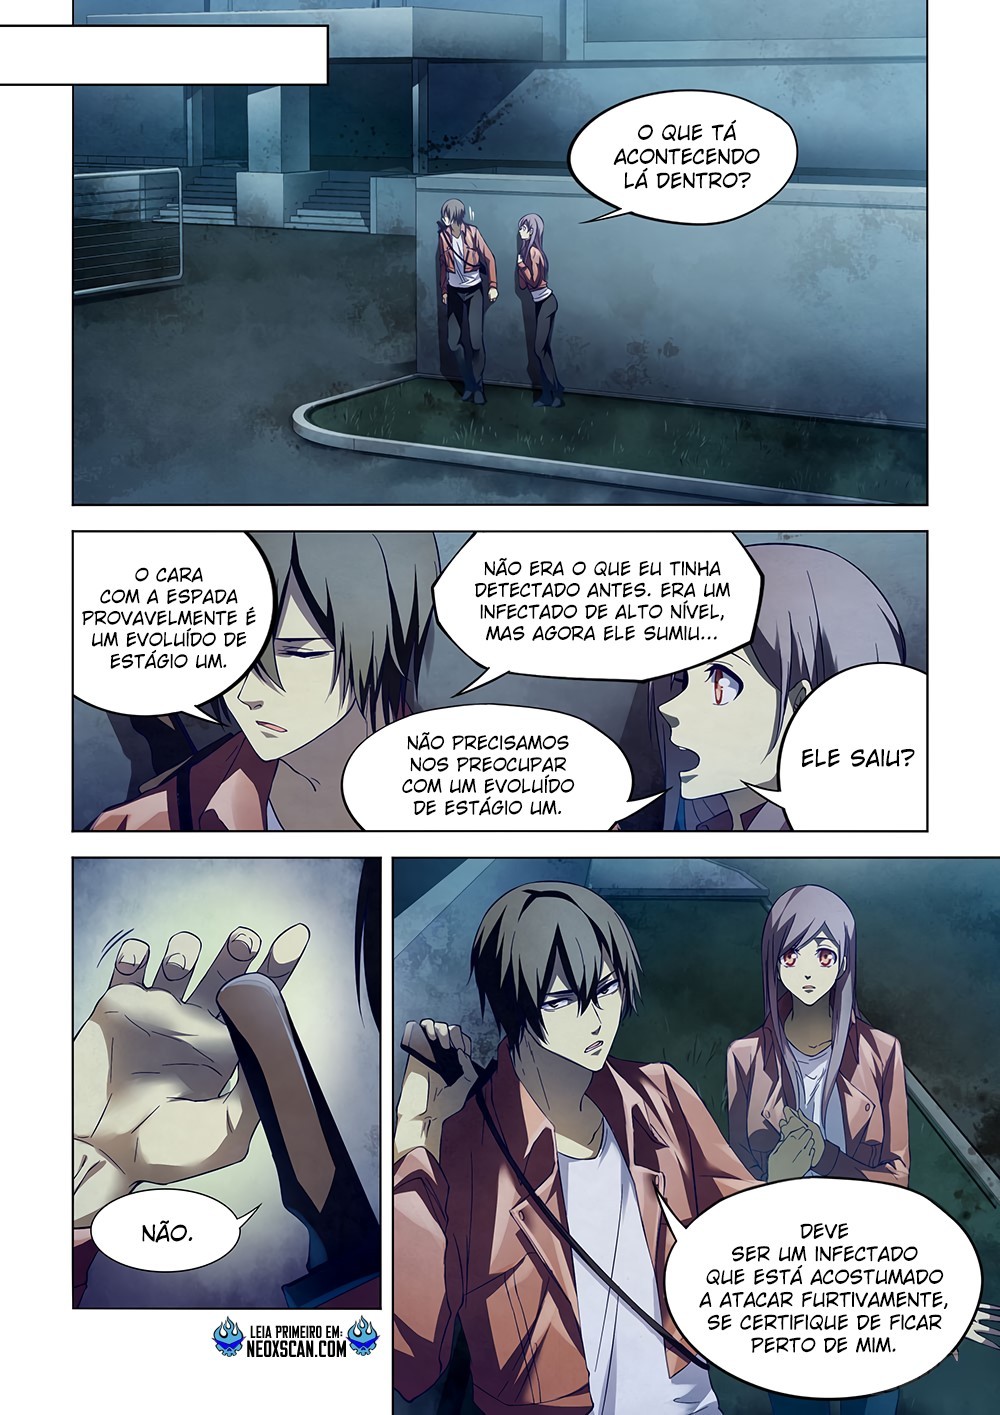 O QUE TÁ
ACONTECENDO
LÁ DENTRO?
O CARA
COM A ESPADA
PROVAVELMENTE É
UM EVOLUÍDO DE
ESTÁGIO UM.
NÃO ERA O QUE EU TINHA
DETECTADO ANTES. ERA UM
INFECTADO DE ALTO NÍVEL,
MAS AGORA ELE SUMIU...
NÃO PRECISAMOS
NOS PREOCUPAR
COM UM EVOLUÍDO
DE ESTÁGIO UM.
ELE SAIU?
NÃO.
DEVE
SER UM INFECTADO
QUE ESTÁ ACOSTUMADO
A ATACAR FURTIVAMENTE,
SE CERTIFIQUE DE FICAR
PERTO DE MIM.
LEIA PRIMEIRO EM:
NEOXSCAN.COM